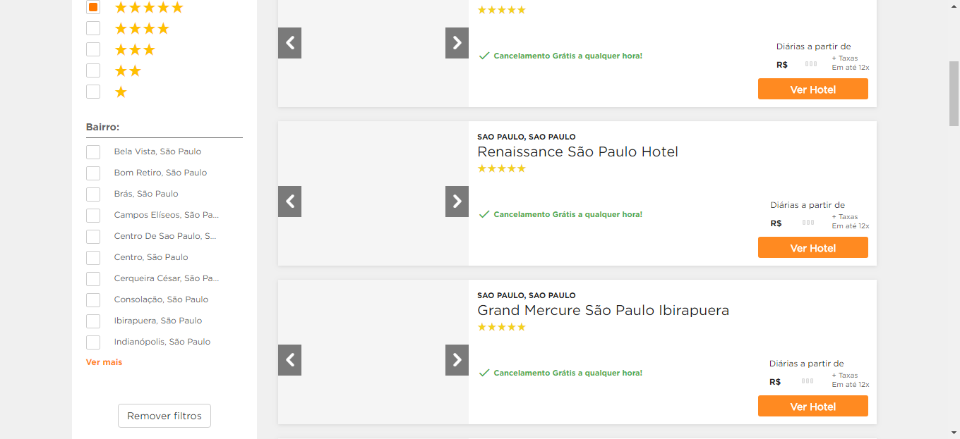 Bairro:
Bela Vista, São Paulo
Bom Retiro, São Paulo
Brás, São Paulo
Campos Elíseos, São Pa...
Centro De Sao Paulo, S...
Centro, São Paulo
Cerqueira César, São Pa...
Consolação, São Paulo
Ibirapuera, São Paulo
Indianópolis, São Paulo
Ver mais
Remover filtros
Cancelamento Grátis a qualquer hora!
Diárias a partir de
R$
+ Taxas
Em até 12x
Ver Hotel
SAO PAULO, SAO PAULO
Renaissance São Paulo Hotel
Cancelamento Grátis a qualquer hora!
Diárias a partir de
R$
+ Taxas
Em até 12x
Ver Hotel
SAO PAULO, SAO PAULO
Grand Mercure São Paulo Ibirapuera
Cancelamento Grátis a qualquer hora!
Diárias a partir de
R$
+ Taxas
Em até 12x
Ver Hotel